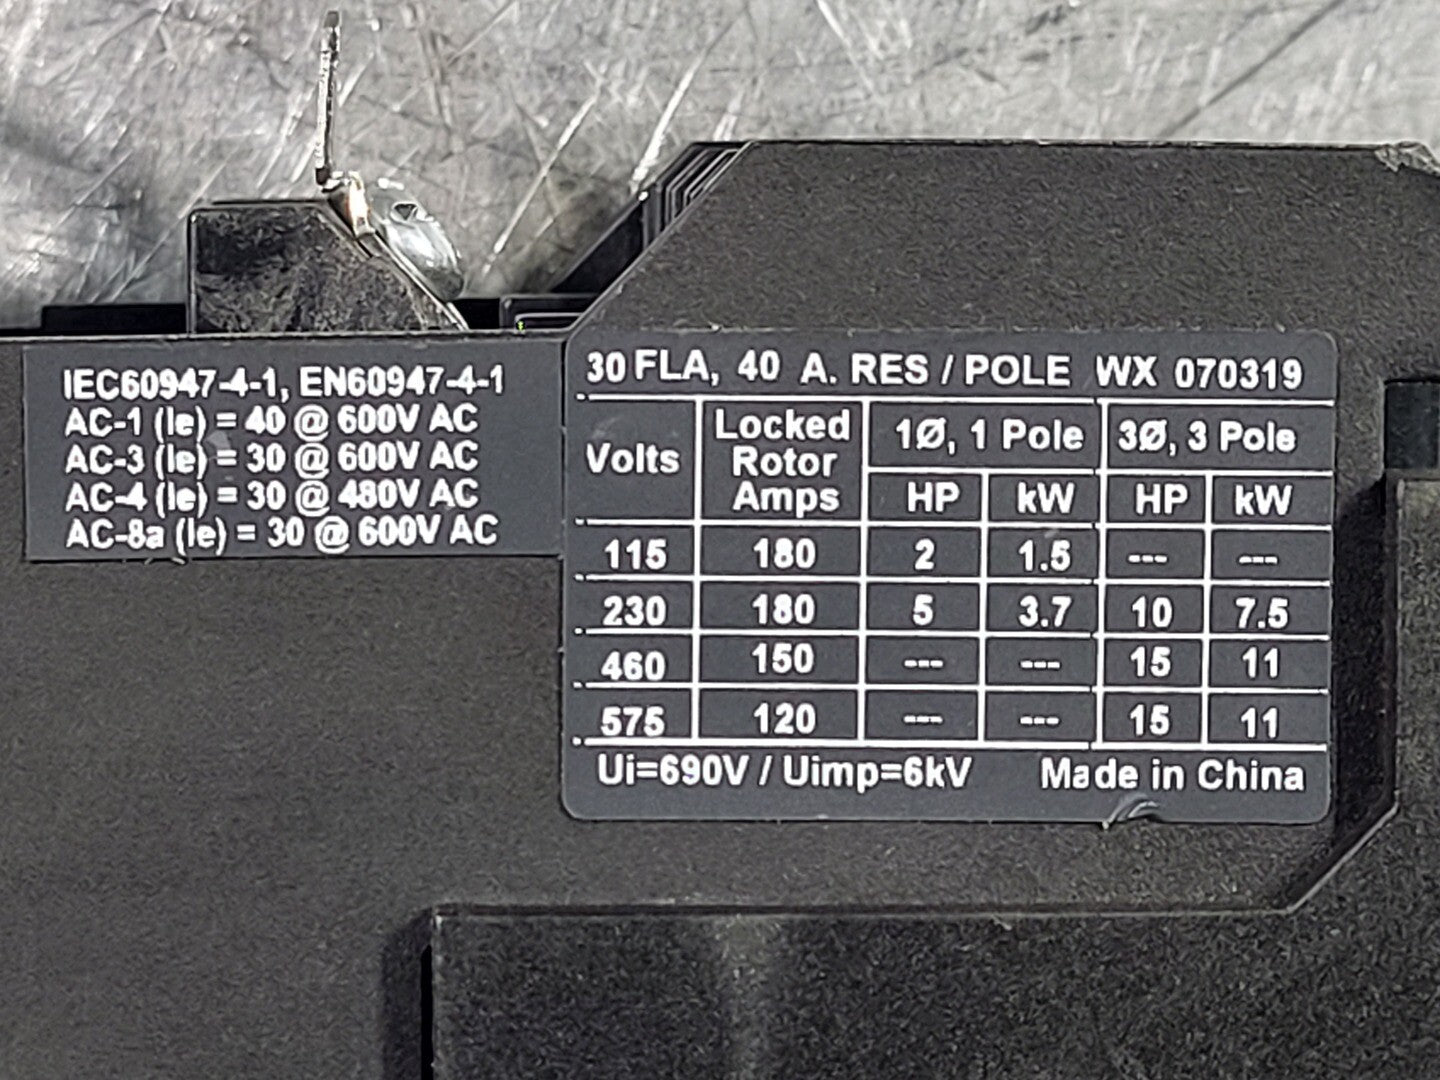 IEC60947-4-1, EN60947-4-1
AC-1 (Ie) = 40 @ 600V AC
AC-3 (Ie) = 30 @ 600V AC
AC-4 (Ie) = 30 @ 480V AC
AC-8a (Ie) = 30 @ 600V AC
30 FLA, 40 A. RES / POLE WX 070319
Volts Locked Rotor Amps 1Ø, 1 Pole 3Ø, 3 Pole
HP kW HP kW
115 180 2 1.5 --- ---
230 180 5 3.7 10 7.5
460 150 --- --- 15 11
575 120 --- --- 15 11
Ui=690V / Uimp=6kV Made in China